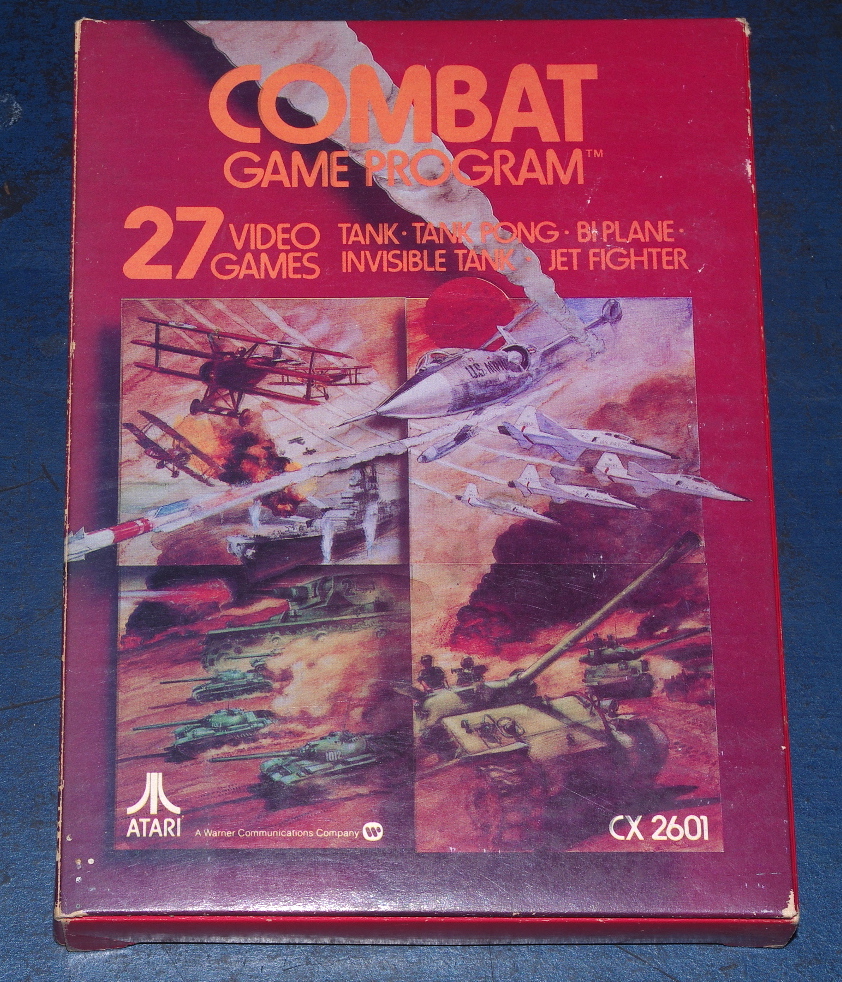 COMBAT
GAME PROGRAM™
27 VIDEO GAMES
TANK · TANK PONG · BI PLANE ·
INVISIBLE TANK · JET FIGHTER
U.S.
1012
ATARI
A Warner Communications Company
CX 2601